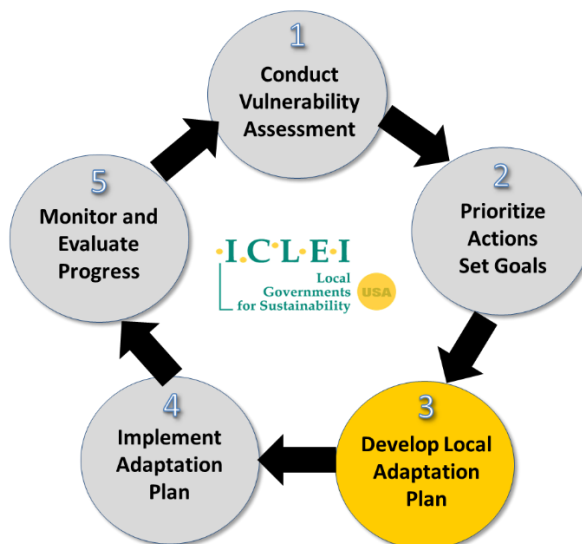 1
Conduct
Vulnerability
Assessment
2
Prioritize
Actions
Set Goals
3
Develop Local
Adaptation
Plan
4
Implement
Adaptation
Plan
5
Monitor and
Evaluate
Progress
·I·C·L·E·I
Local
Governments
for Sustainability
USA